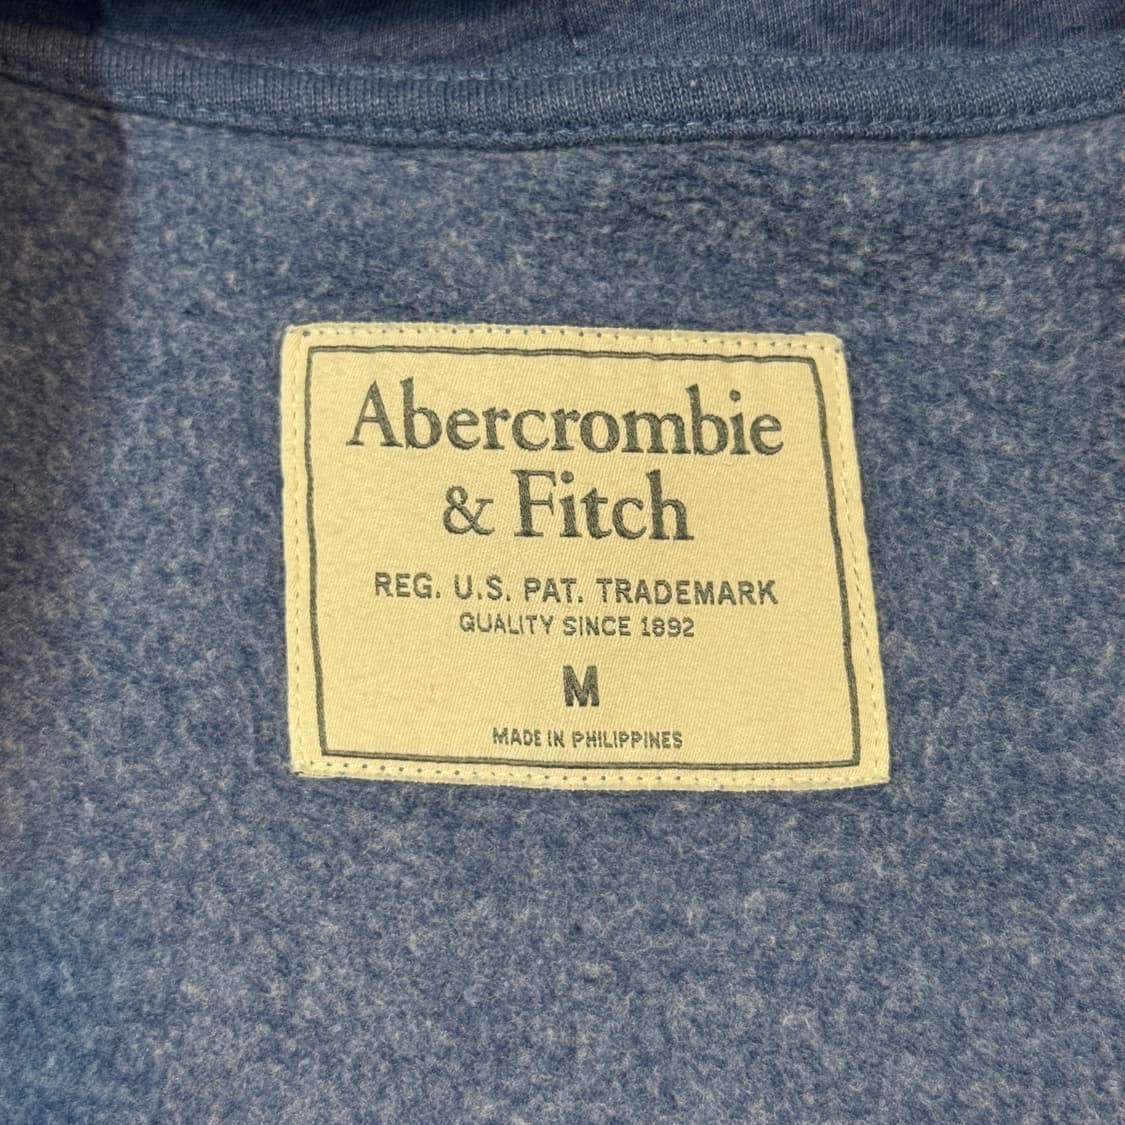 Abercrombie
& Fitch
REG. U.S. PAT. TRADEMARK
QUALITY SINCE 1892
M
MADE IN PHILIPPINES